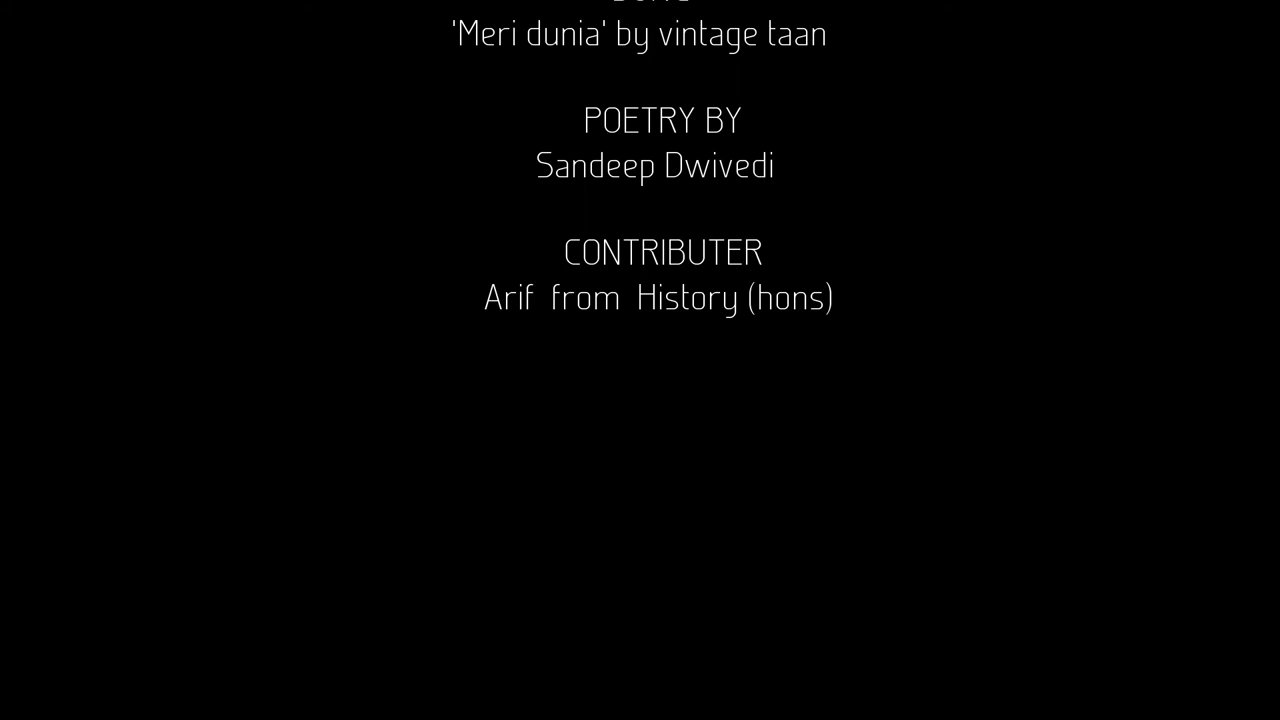 'Meri dunia' by vintage taan
POETRY BY
Sandeep Dwivedi
CONTRIBUTER
Arif from History (hons)